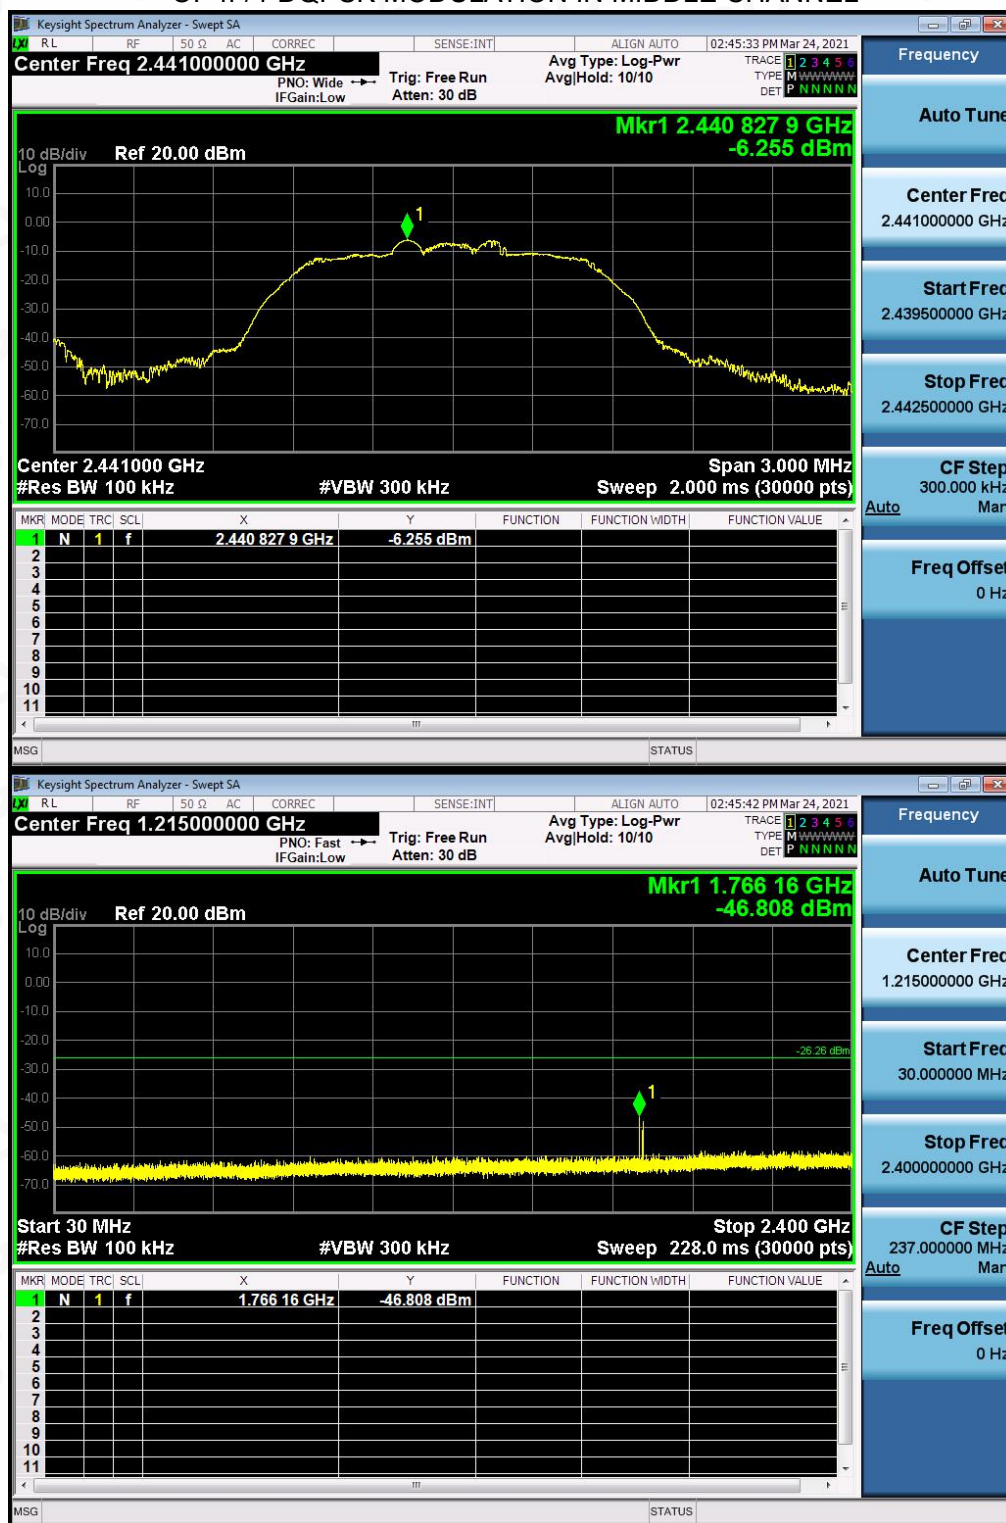 MODULATION IN MIDDLE CHANNEL
Keysight Spectrum Analyzer - Swept SA
LXI RL RF 50 Ω AC CORREC SENSE:INT ALIGN AUTO 02:45:33 PM Mar 24, 2021
Center Freq 2.441000000 GHz Avg Type: Log-Pwr TRACE 1 2 3 4 5 6
PNO: Wide Trig: Free Run Avg|Hold: 10/10 TYPE M WWWWW
IFGain:Low Atten: 30 dB DET P N N N N N
Frequency
Auto Tune
Mkr1 2.440 827 9 GHz
10 dB/div Ref 20.00 dBm -6.255 dBm
Log
10.0
0.00
-10.0
-20.0
-30.0
-40.0
-50.0
-60.0
-70.0
1
Center Freq
2.441000000 GHz
Start Freq
2.439500000 GHz
Stop Freq
2.442500000 GHz
CF Step
300.000 kHz
Auto Man
Freq Offset
0 Hz
Center 2.441000 GHz Span 3.000 MHz
#Res BW 100 kHz #VBW 300 kHz Sweep 2.000 ms (30000 pts)
MKR MODE TRC SCL X Y FUNCTION FUNCTION WIDTH FUNCTION VALUE
1 N 1 f 2.440 827 9 GHz -6.255 dBm
2
3
4
5
6
7
8
9
10
11
MSG STATUS
Keysight Spectrum Analyzer - Swept SA
LXI RL RF 50 Ω AC CORREC SENSE:INT ALIGN AUTO 02:45:42 PM Mar 24, 2021
Center Freq 1.215000000 GHz Avg Type: Log-Pwr TRACE 1 2 3 4 5 6
PNO: Fast Trig: Free Run Avg|Hold: 10/10 TYPE M WWWWW
IFGain:Low Atten: 30 dB DET P N N N N N
Frequency
Auto Tune
Mkr1 1.766 16 GHz
10 dB/div Ref 20.00 dBm -46.808 dBm
Log
10.0
0.00
-10.0
-20.0
-30.0
-40.0
-50.0
-60.0
-70.0
-26.26 dBm
1
Center Freq
1.215000000 GHz
Start Freq
30.000000 MHz
Stop Freq
2.400000000 GHz
CF Step
237.000000 MHz
Auto Man
Freq Offset
0 Hz
Start 30 MHz Stop 2.400 GHz
#Res BW 100 kHz #VBW 300 kHz Sweep 228.0 ms (30000 pts)
MKR MODE TRC SCL X Y FUNCTION FUNCTION WIDTH FUNCTION VALUE
1 N 1 f 1.766 16 GHz -46.808 dBm
2
3
4
5
6
7
8
9
10
11
MSG STATUS